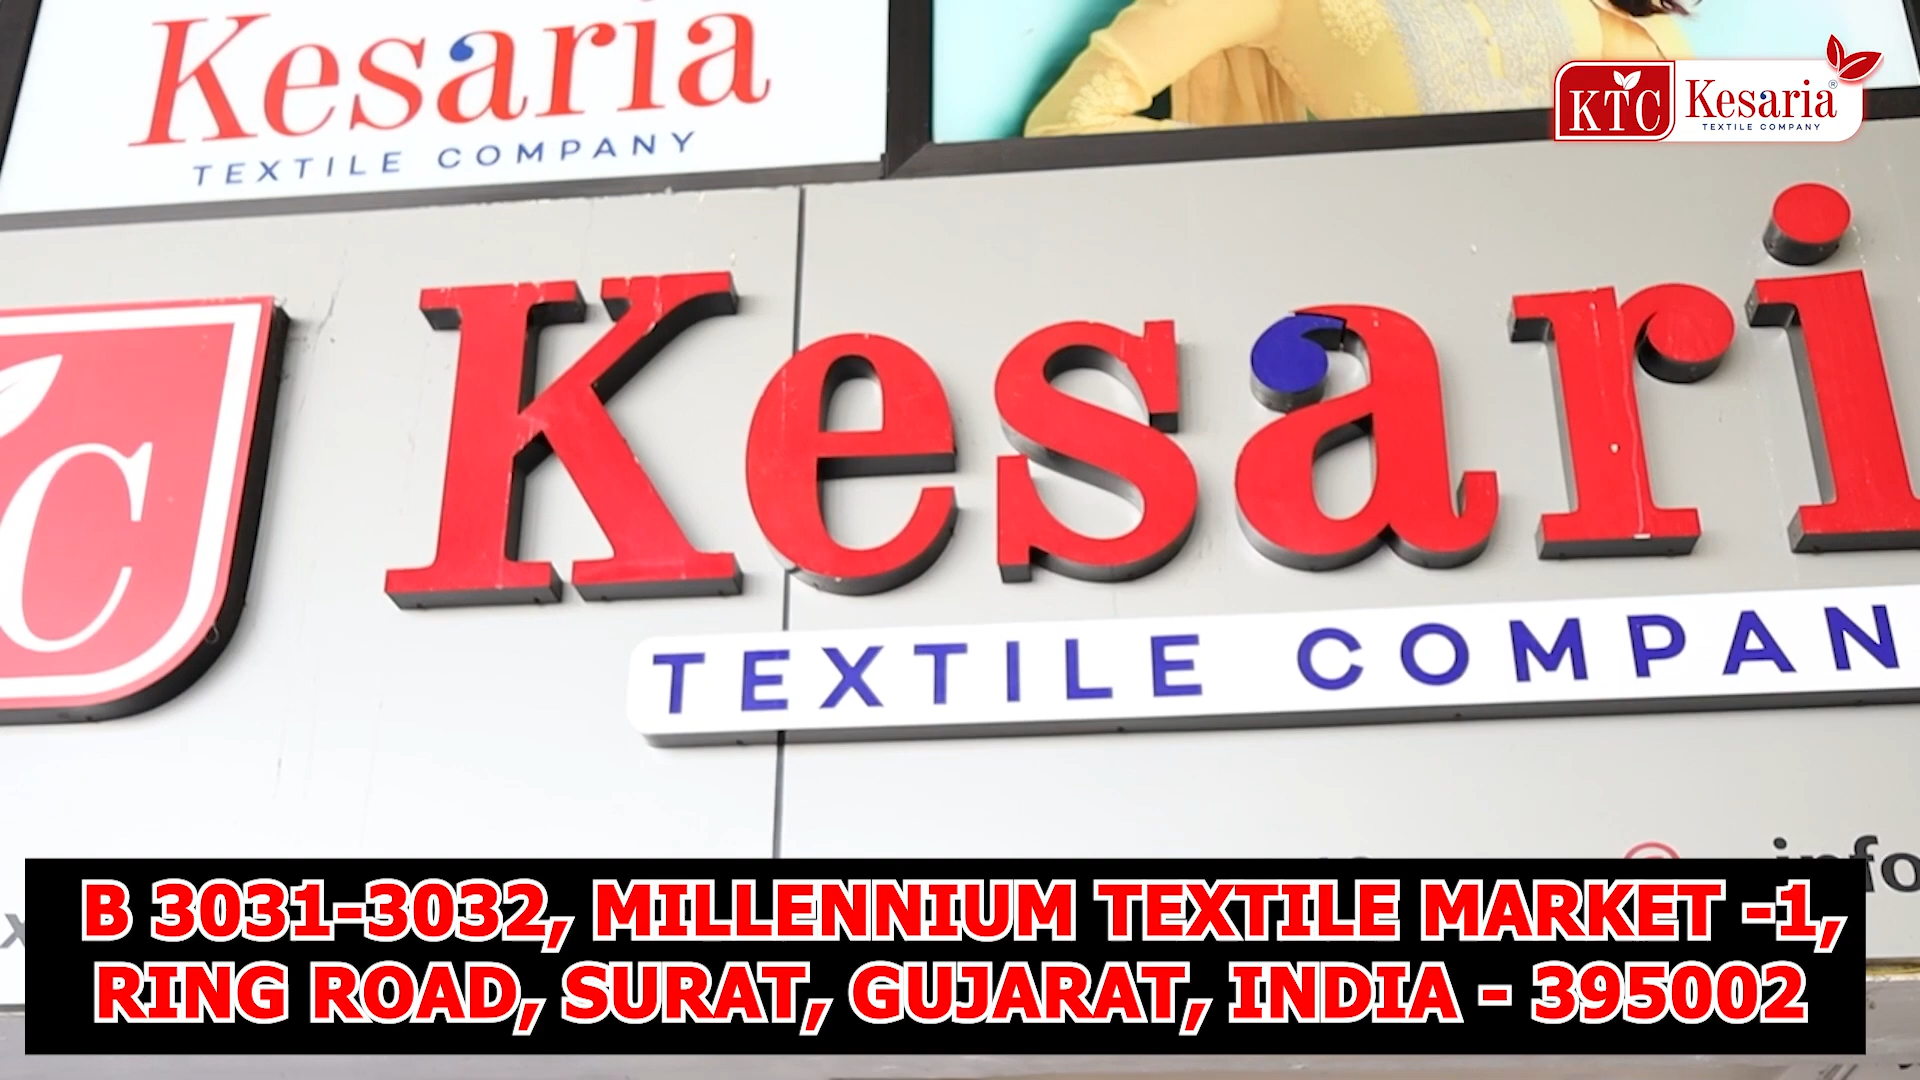 Kesaria
TEXTILE COMPANY
KTC Kesaria®
TEXTILE COMPANY
C Kesari
TEXTILE COMPAN
info
B 3031-3032, MILLENNIUM TEXTILE MARKET -1,
RING ROAD, SURAT, GUJARAT, INDIA - 395002